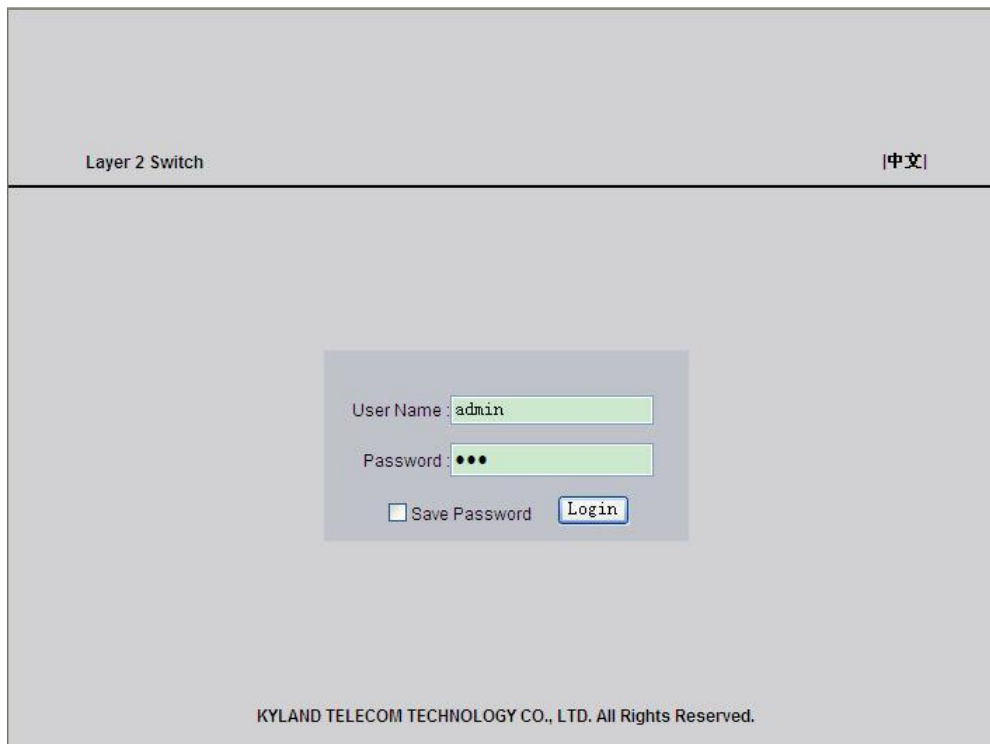 Layer 2 Switch |中文|
User Name : admin
Password : •••
Save Password Login
KYLAND TELECOM TECHNOLOGY CO., LTD. All Rights Reserved.